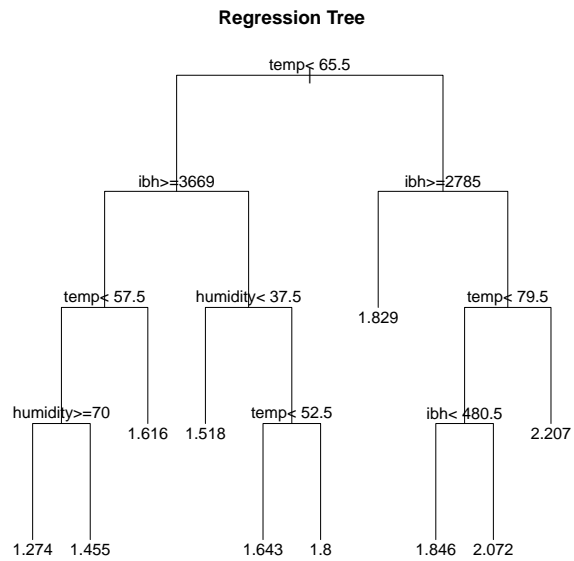 Regression Tree
temp< 65.5
ibh>=3669
ibh>=2785
temp< 57.5
humidity< 37.5
1.829
temp< 79.5
humidity>=70
1.616
1.518
temp< 52.5
ibh< 480.5
2.207
1.274
1.455
1.643
1.8
1.846
2.072